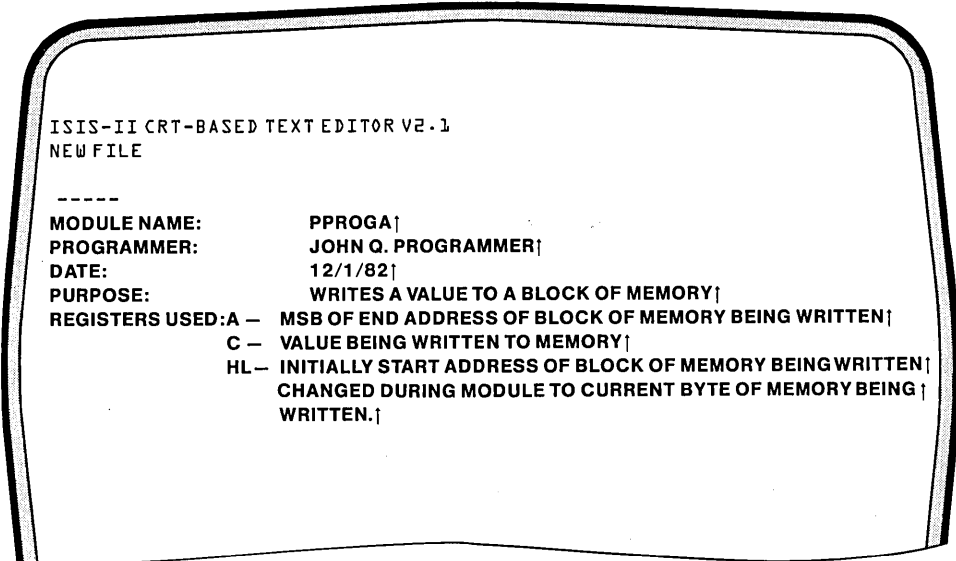 ISIS-II CRT-BASED TEXT EDITOR V2.1
NEW FILE
-----
MODULE NAME: PPROGA↑
PROGRAMMER: JOHN Q. PROGRAMMER↑
DATE: 12/1/82↑
PURPOSE: WRITES A VALUE TO A BLOCK OF MEMORY↑
REGISTERS USED:A — MSB OF END ADDRESS OF BLOCK OF MEMORY BEING WRITTEN↑
C — VALUE BEING WRITTEN TO MEMORY↑
HL— INITIALLY START ADDRESS OF BLOCK OF MEMORY BEING WRITTEN↑
CHANGED DURING MODULE TO CURRENT BYTE OF MEMORY BEING ↑
WRITTEN.↑